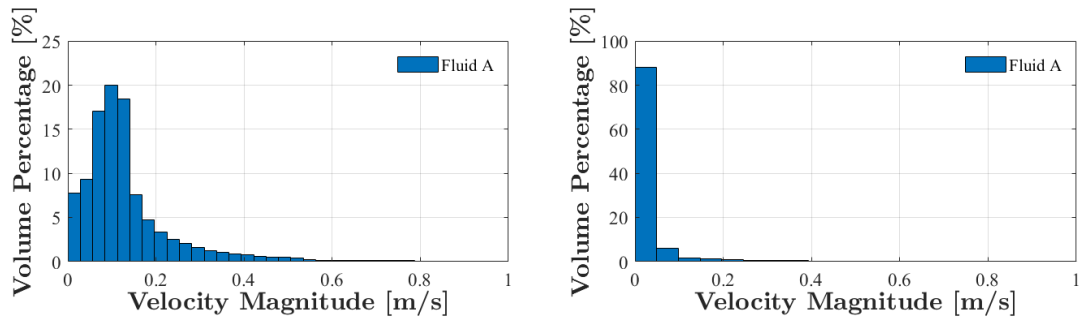 Volume Percentage [%]
25
20
15
10
5
0
Fluid A
0 0.2 0.4 0.6 0.8 1
Velocity Magnitude [m/s]
Volume Percentage [%]
100
80
60
40
20
0
Fluid A
0 0.2 0.4 0.6 0.8 1
Velocity Magnitude [m/s]